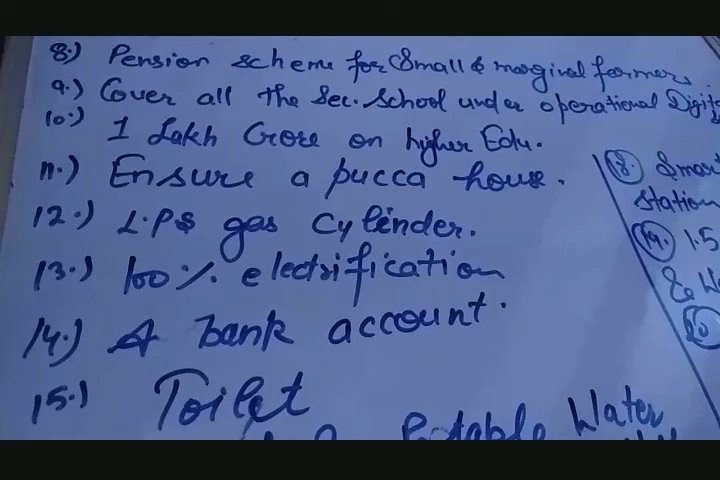 8.) Pension scheme for Small & marginal farmers.
9.) Cover all the Sec. School under operational Digit
10.) 1 Lakh Crore on higher Edu.
11.) Ensure a pucca house.
12.) L.P.G gas cylinder.
13.) 100% electrification
14.) A bank account.
15.) Toilet
Potable Water
18. Smart
Station
19. 1.5
& W
20